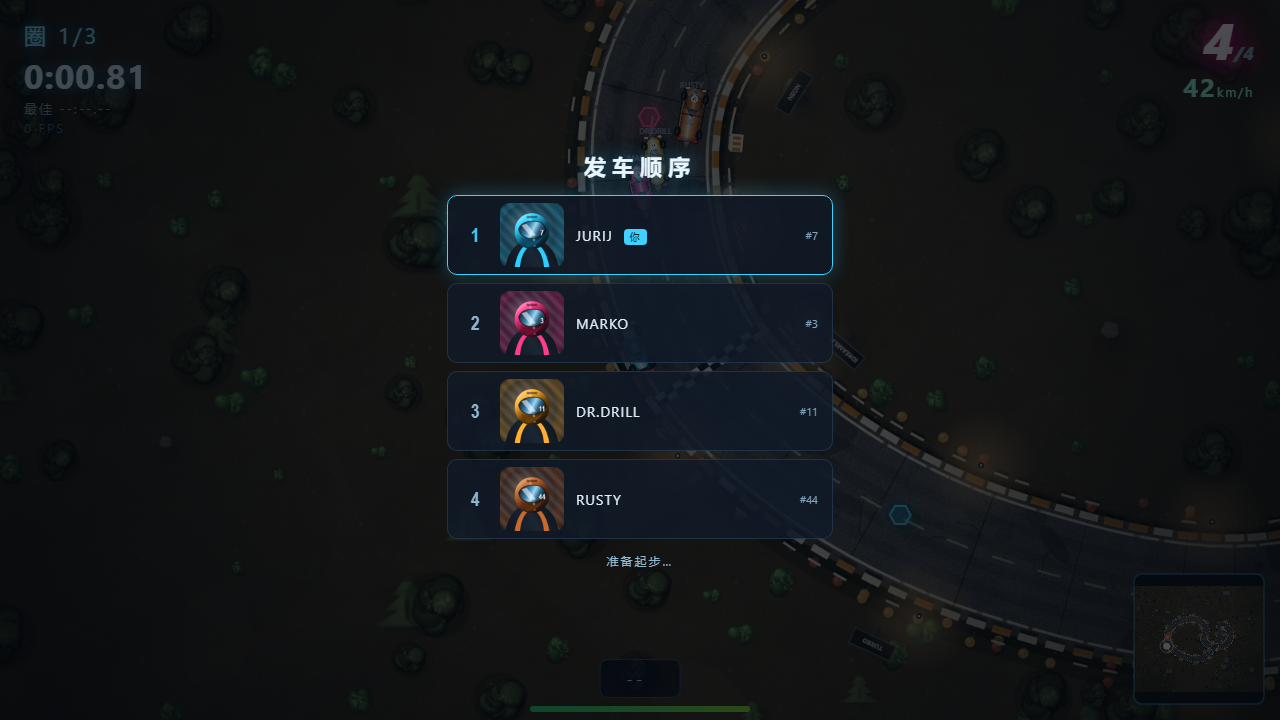 圈 1/3
0:00.81
最佳 --:--.--
0 FPS
4/4
42km/h
RUSTY
DR.DRILL
发车顺序
1 JURIJ 你 #7
2 MARKO #3
3 DR.DRILL #11
4 RUSTY #44
准备起步...
--